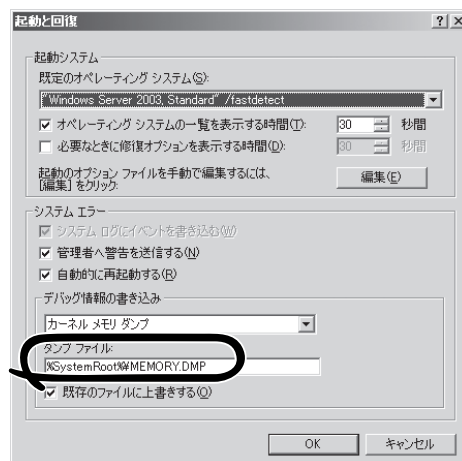 起動と回復
起動システム
既定のオペレーティング システム(S):
"Windows Server 2003, Standard" /fastdetect
オペレーティング システムの一覧を表示する時間(T): 30 秒間
必要なときに修復オプションを表示する時間(D): 30 秒間
起動のオプション ファイルを手動で編集するには、
[編集] をクリック: 編集(E)
システム エラー
システム ログにイベントを書き込む(W)
管理者へ警告を送信する(N)
自動的に再起動する(R)
デバッグ情報の書き込み
カーネル メモリ ダンプ
ダンプ ファイル:
%SystemRoot%¥MEMORY.DMP
既存のファイルに上書きする(O)
OK キャンセル